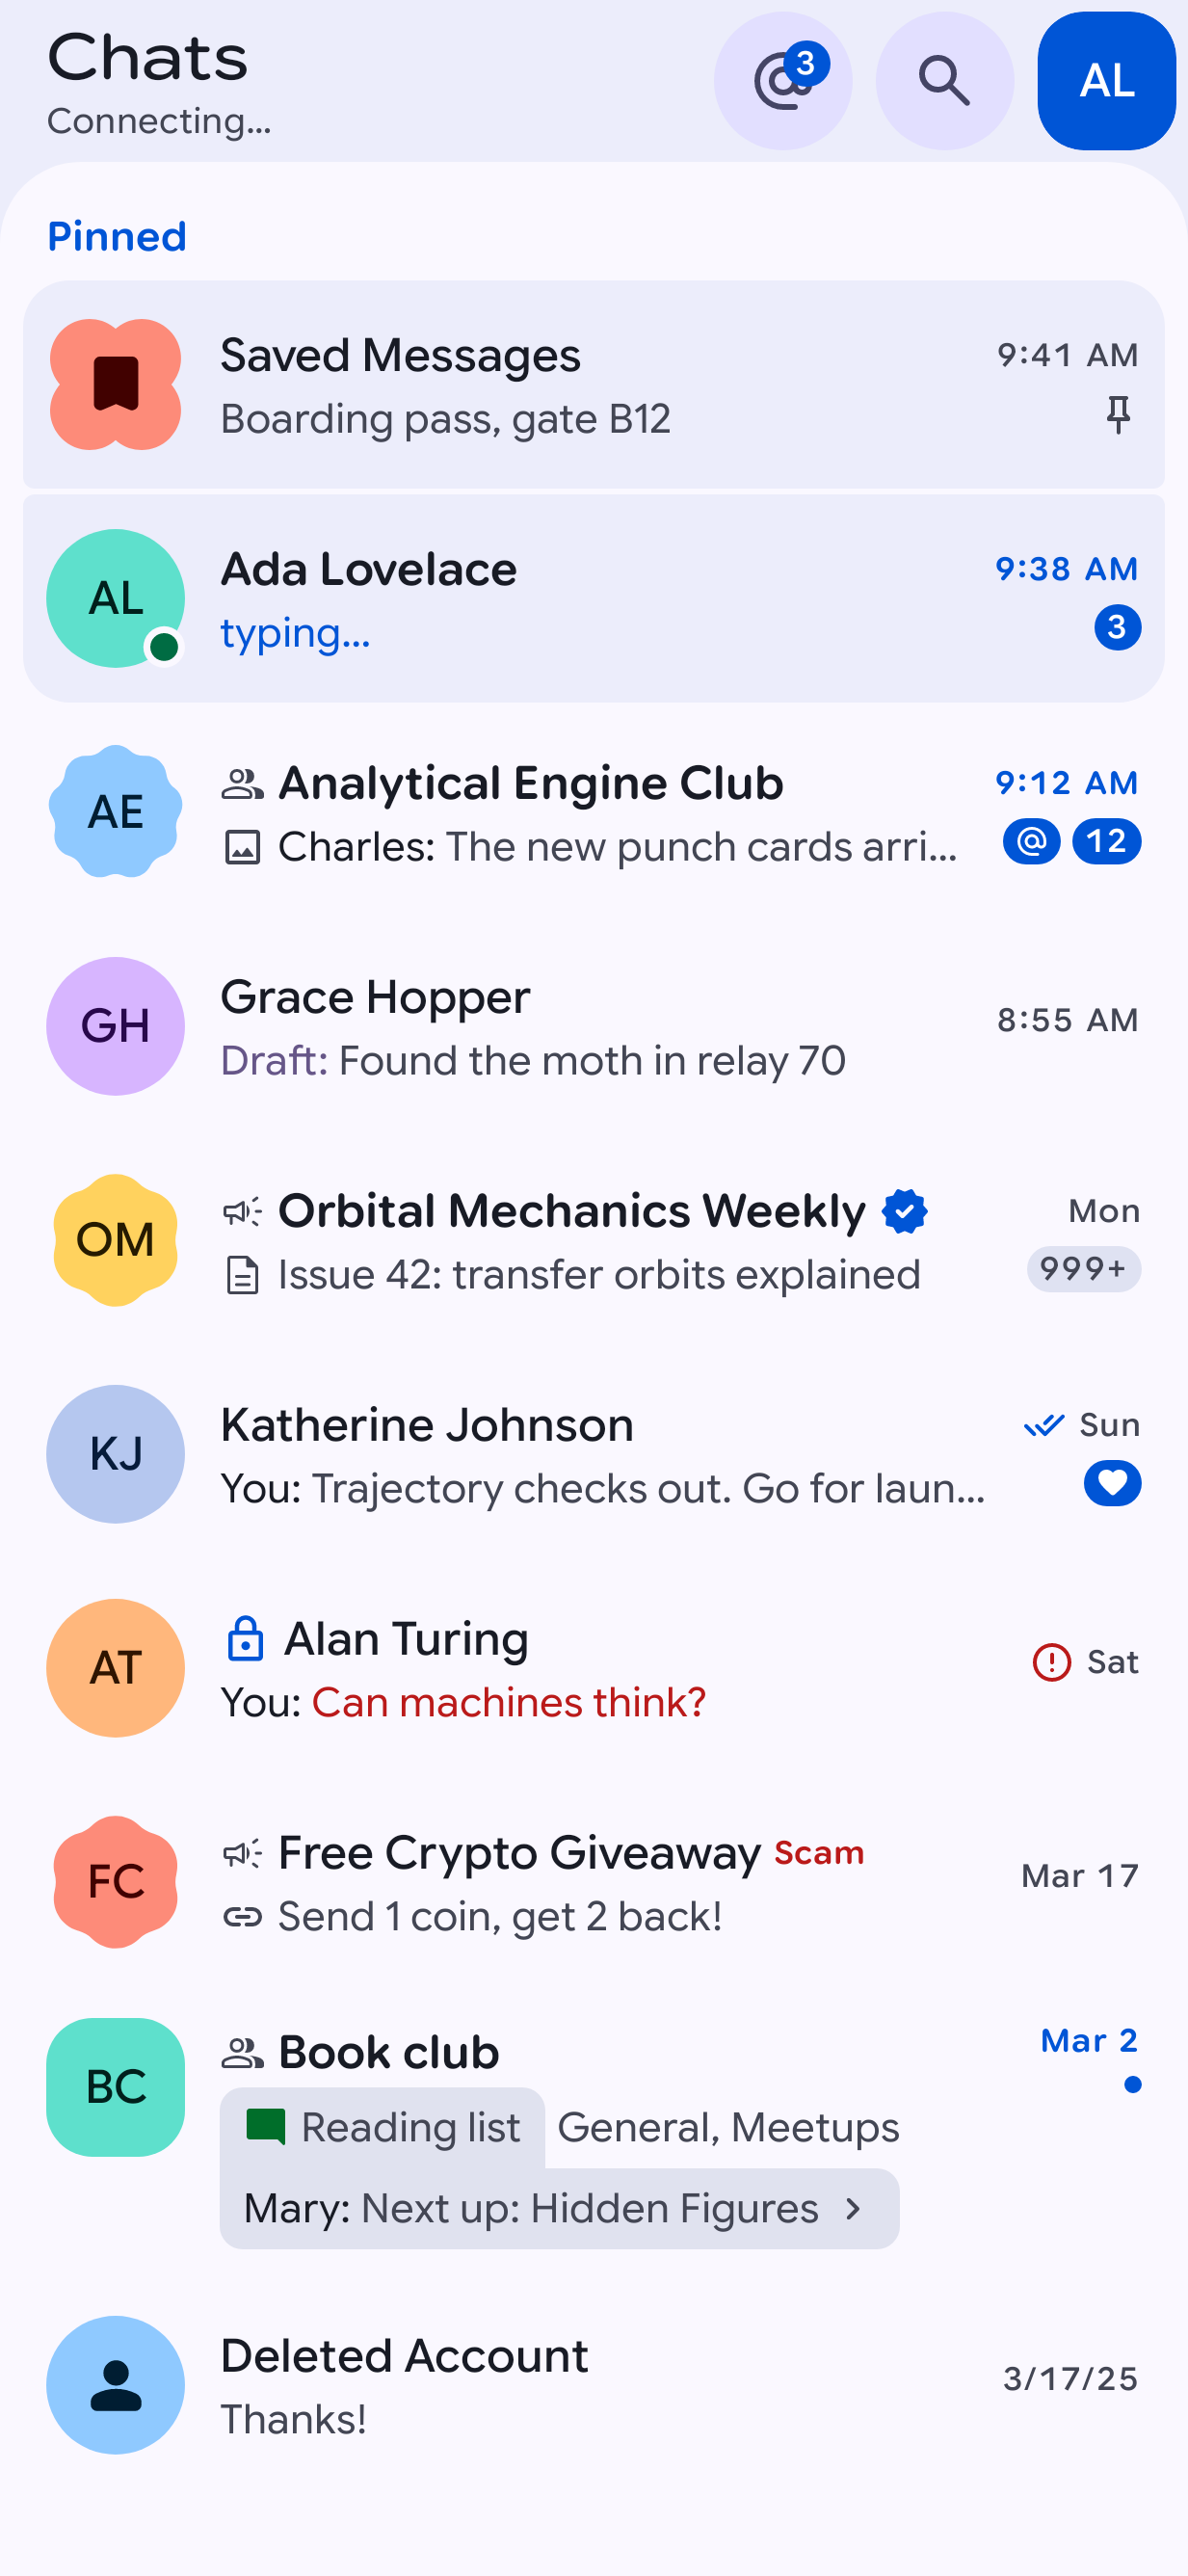 Chats
Connecting...
3
AL
Pinned
Saved Messages
9:41 AM
Boarding pass, gate B12
AL
Ada Lovelace
9:38 AM
typing...
3
AE
Analytical Engine Club
9:12 AM
Charles: The new punch cards arri...
@ 12
GH
Grace Hopper
8:55 AM
Draft: Found the moth in relay 70
OM
Orbital Mechanics Weekly
Mon
Issue 42: transfer orbits explained
999+
KJ
Katherine Johnson
Sun
You: Trajectory checks out. Go for laun...
AT
Alan Turing
Sat
You: Can machines think?
FC
Free Crypto Giveaway Scam
Mar 17
Send 1 coin, get 2 back!
BC
Book club
Mar 2
Reading list General, Meetups
Mary: Next up: Hidden Figures
Deleted Account
3/17/25
Thanks!